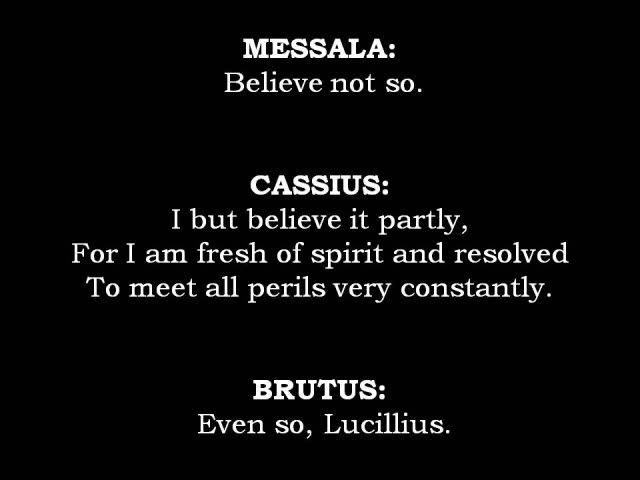 MESSALA:
Believe not so.
CASSIUS:
I but believe it partly,
For I am fresh of spirit and resolved
To meet all perils very constantly.
BRUTUS:
Even so, Lucillius.